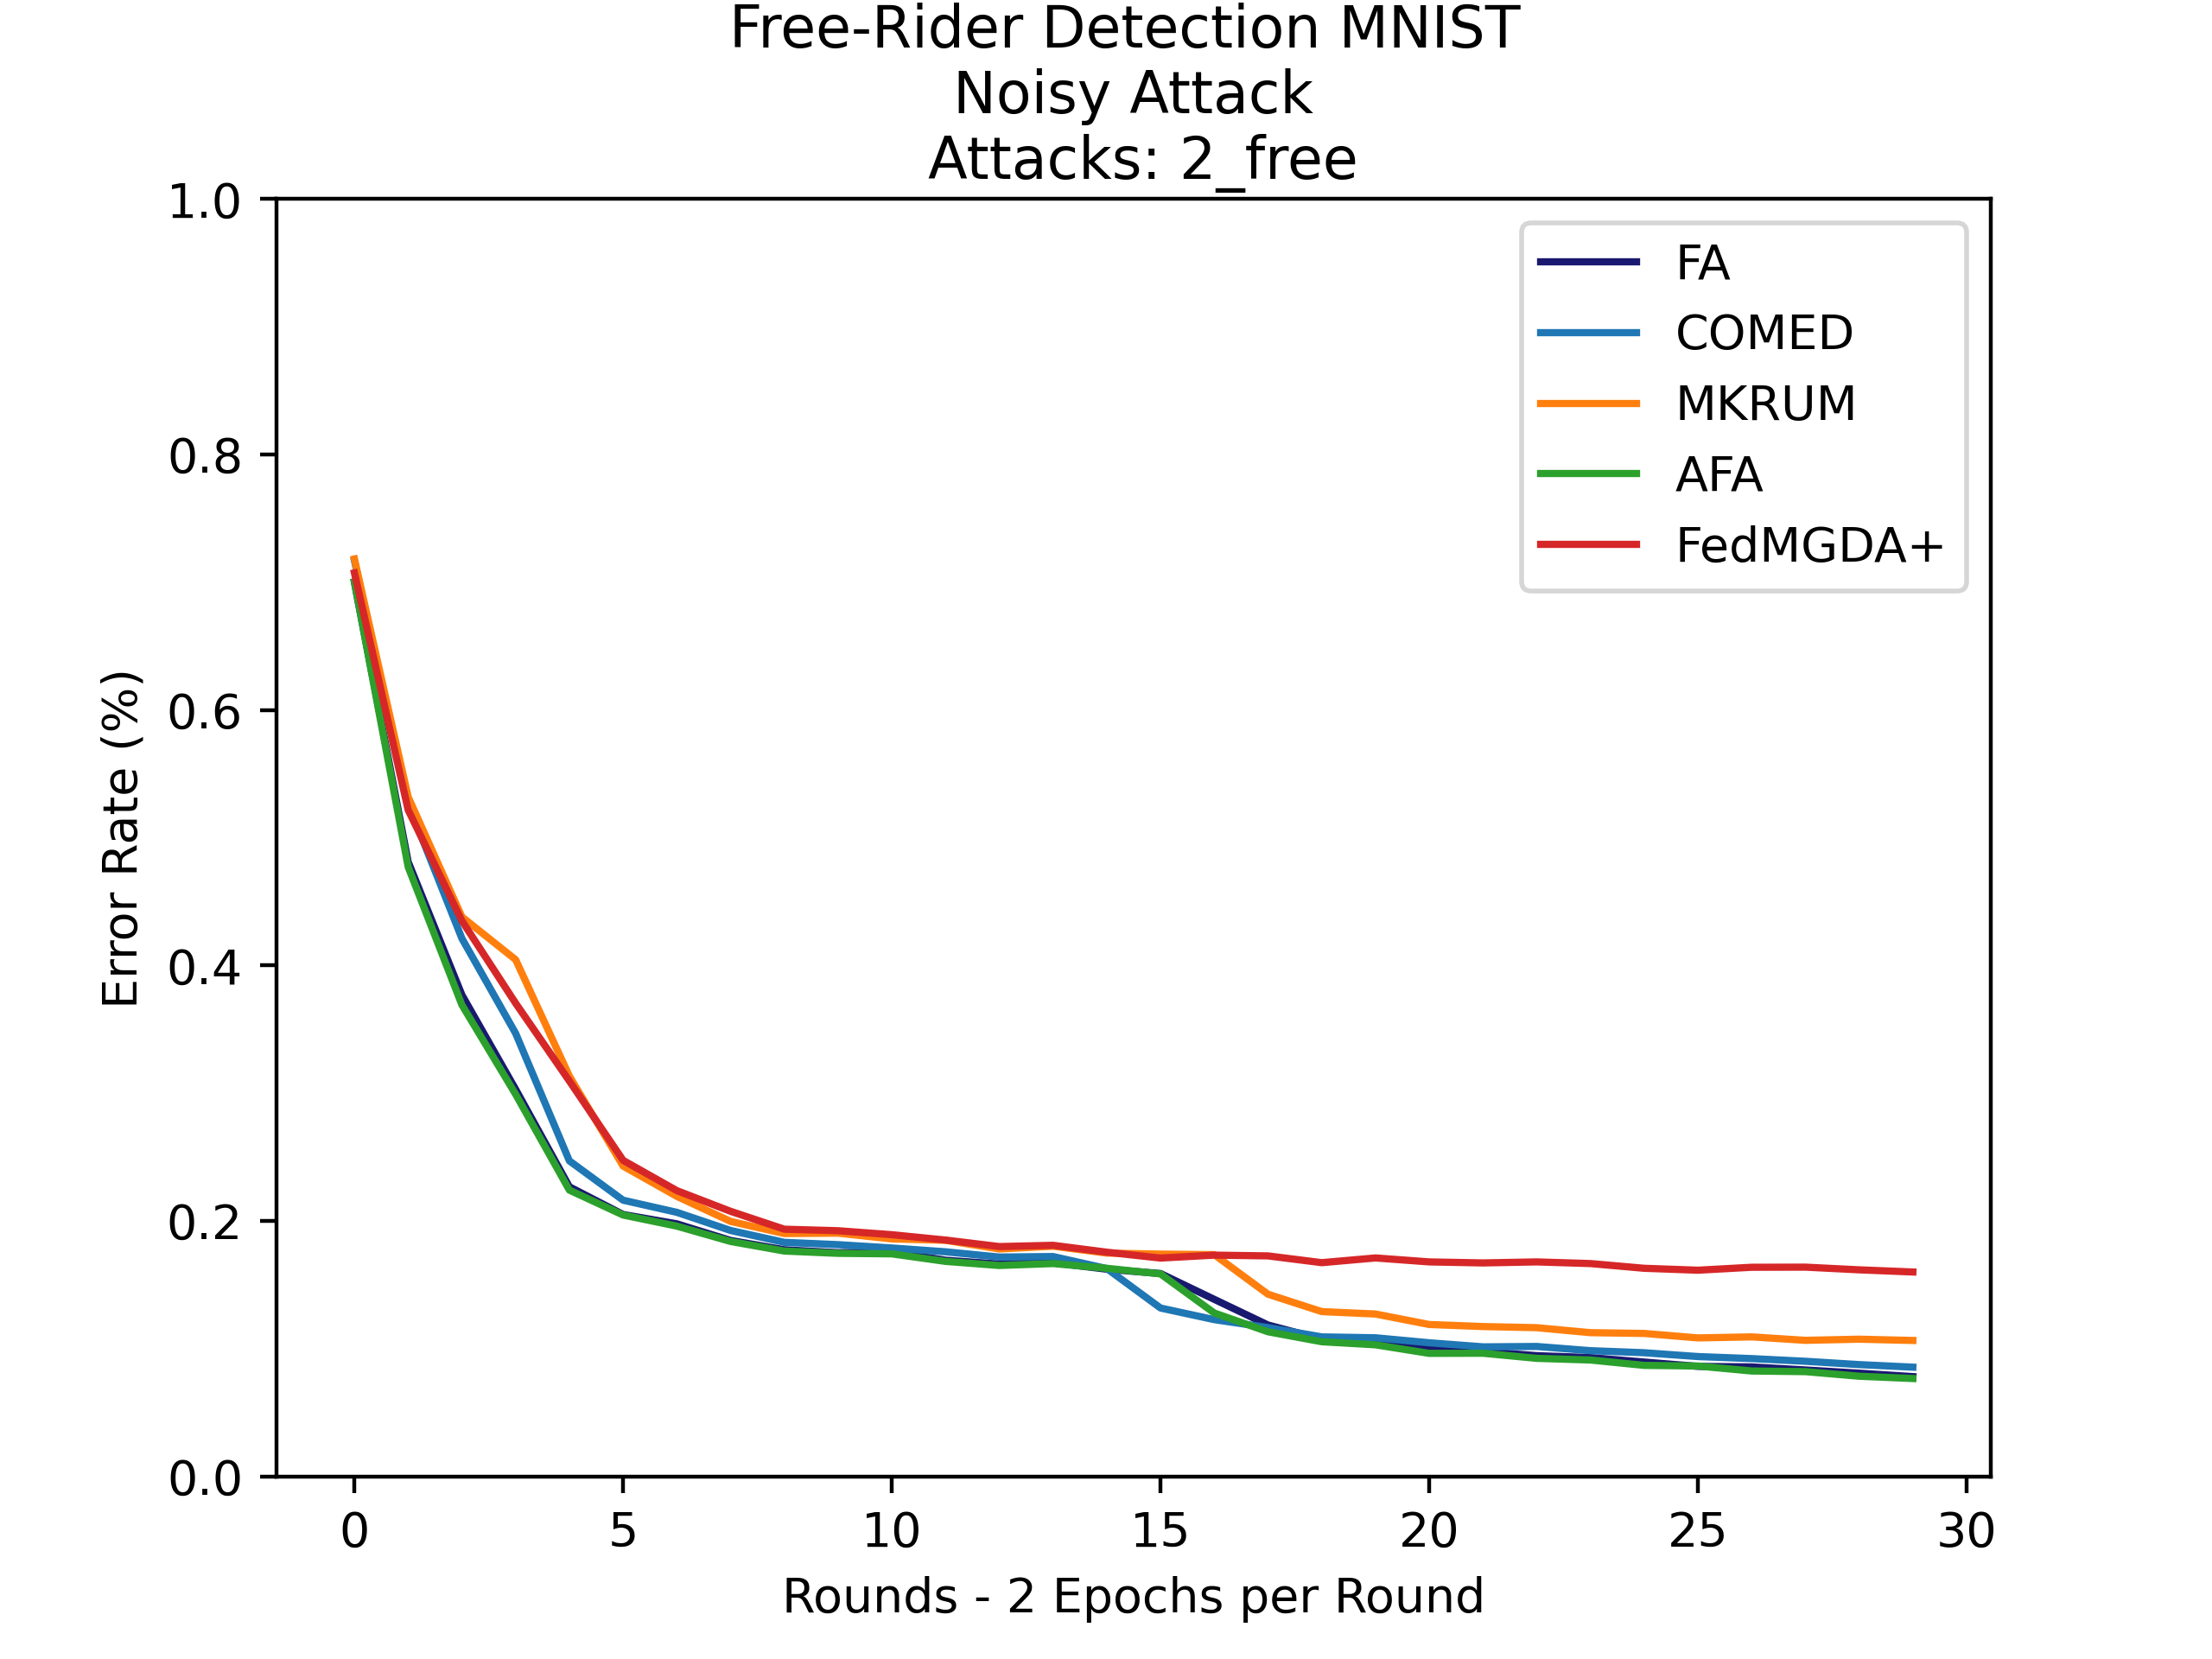 Free-Rider Detection MNIST
Noisy Attack
Attacks: 2_free
1.0
0.8
0.6
0.4
0.2
0.0
Error Rate (%)
FA
COMED
MKRUM
AFA
FedMGDA+
0 5 10 15 20 25 30
Rounds - 2 Epochs per Round